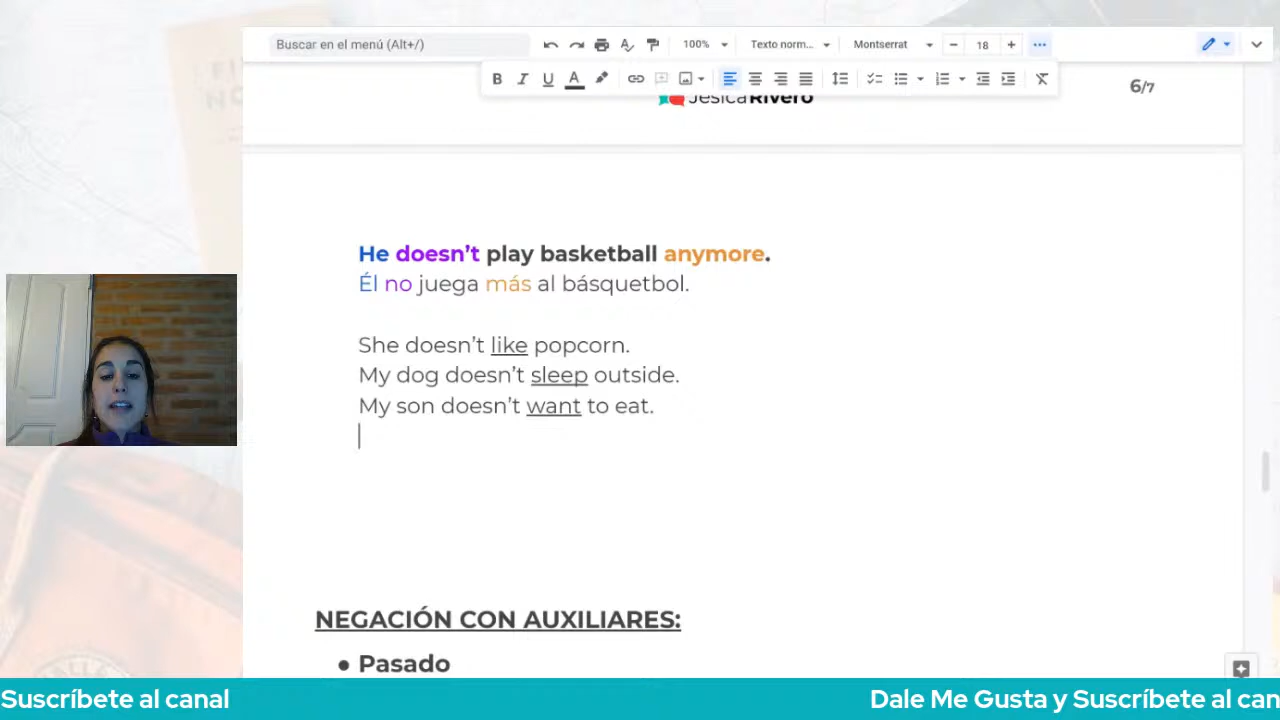 Buscar en el menú (Alt+/)
100%
Texto norm...
Montserrat
18
B I U A
JesicaRivero
6/7
He doesn't play basketball anymore.
Él no juega más al básquetbol.
She doesn't like popcorn.
My dog doesn't sleep outside.
My son doesn't want to eat.
NEGACIÓN CON AUXILIARES:
● Pasado
Suscríbete al canal
Dale Me Gusta y Suscríbete al can